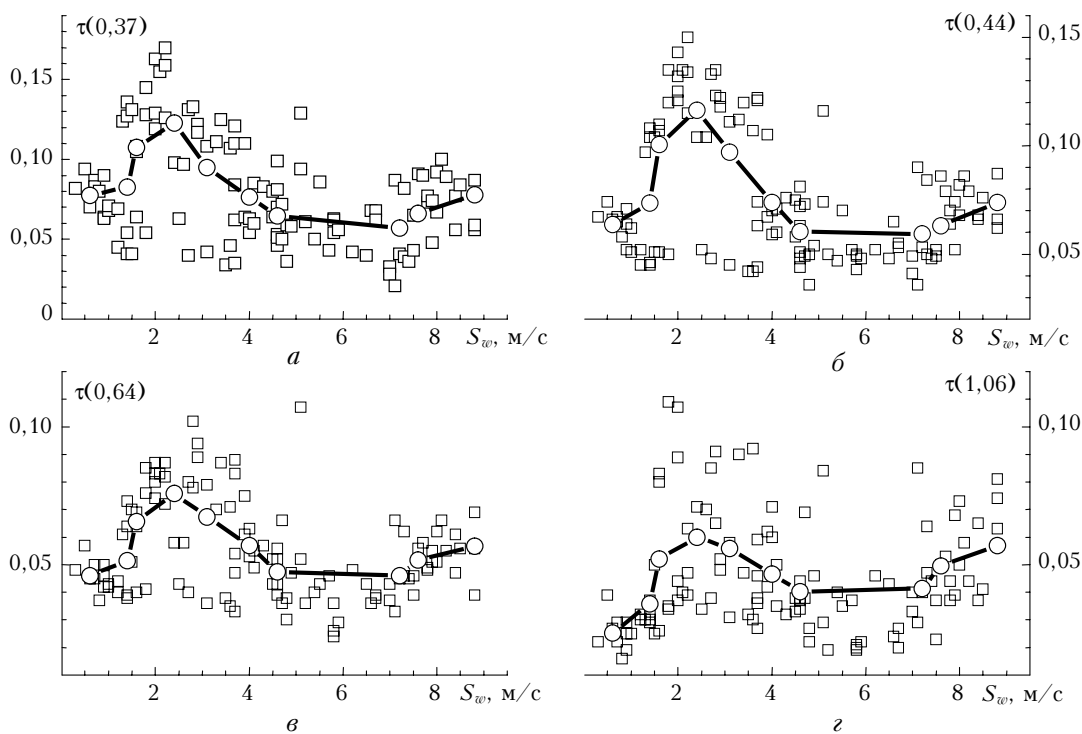 τ(0,37)
0,15
0,10
0,05
0
2 4 6 8 S_w, м/с
а
τ(0,44)
0,15
0,10
0,05
2 4 6 8 S_w, м/с
б
τ(0,64)
0,10
0,05
2 4 6 8 S_w, м/с
в
τ(1,06)
0,10
0,05
2 4 6 8 S_w, м/с
г